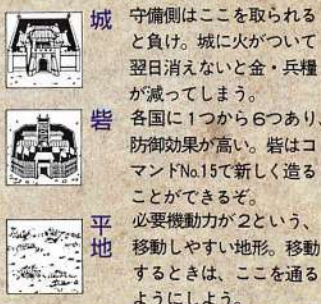 城
守備側はここを取られる
と負け。城に火がついて
翌日消えないと金・兵糧
が減ってしまう。
砦
各国に1つから6つあり、
防御効果が高い。砦はコ
マンドNo.15で新しく造る
ことができるぞ。
平地
必要機動力が2という、
移動しやすい地形。移動
するときは、ここを通る
ようにしよう。